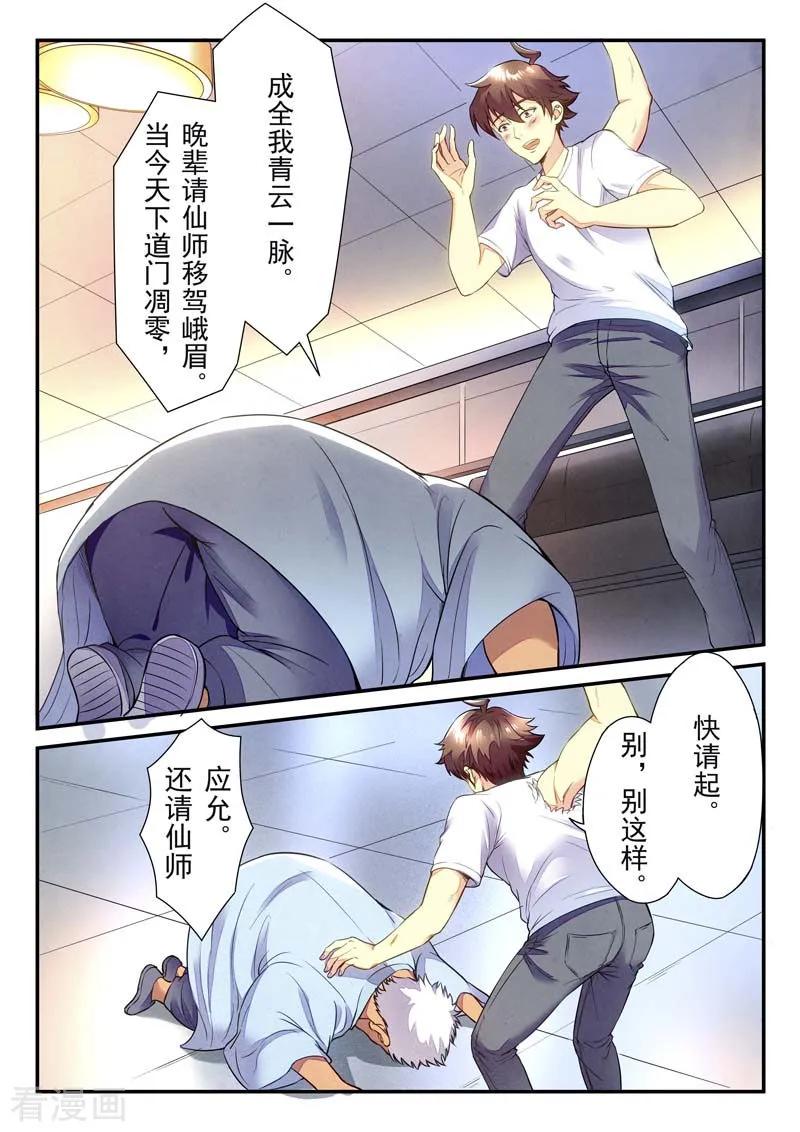 当今天下道门凋零，
晚辈请仙师移驾峨眉。
成全我青云一脉。
还请仙师
应允。
别，别这样。
快请起。
看漫画